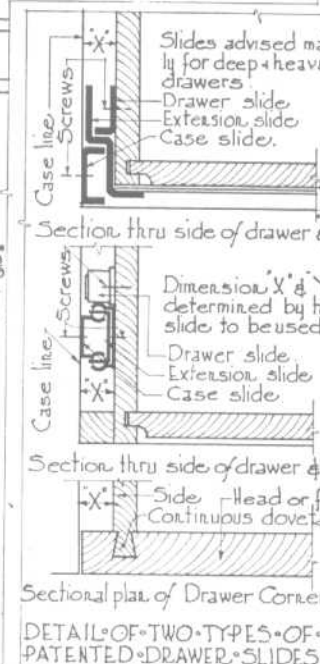 "X"
Slides advised ma
ly for deep & heav
drawers.
Drawer slide
Extension slide
Case slide.
Screws
Case line
Section thru side of drawer &
Dimension "X" & "Y
determined by h
slide to be used
Drawer slide.
Extension slide
Case slide.
Screws
Case line
"X"
Section thru side of drawer &
"X"
Side
Head or f
Continuous doveta
Sectional plan of Drawer Corne
DETAIL·OF·TWO·TYPES·OF·
PATENTED·DRAWER·SLIDES